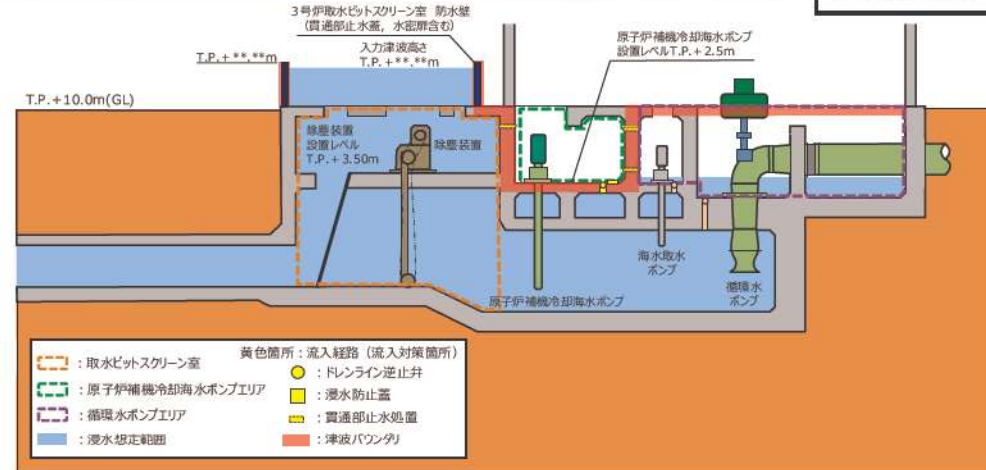 3号炉取水ピットスクリーン室 防水壁
(貫通部止水蓋, 水密扉含む)
入力津波高さ
T.P.+**.**m
T.P.+**.**m
原子炉補機冷却海水ポンプ
設置レベルT.P.+2.5m
T.P.+10.0m(GL)
除塵装置
設置レベル
T.P.+3.50m
除塵装置
海水取水
ポンプ
循環水
ポンプ
原子炉補機冷却海水ポンプ
黄色箇所:流入経路(流入対策箇所)
:取水ピットスクリーン室
:ドレンライン逆止弁
:原子炉補機冷却海水ポンプエリア
:浸水防止蓋
:循環水ポンプエリア
:貫通部止水処置
:浸水想定範囲
:津波バウンダリ